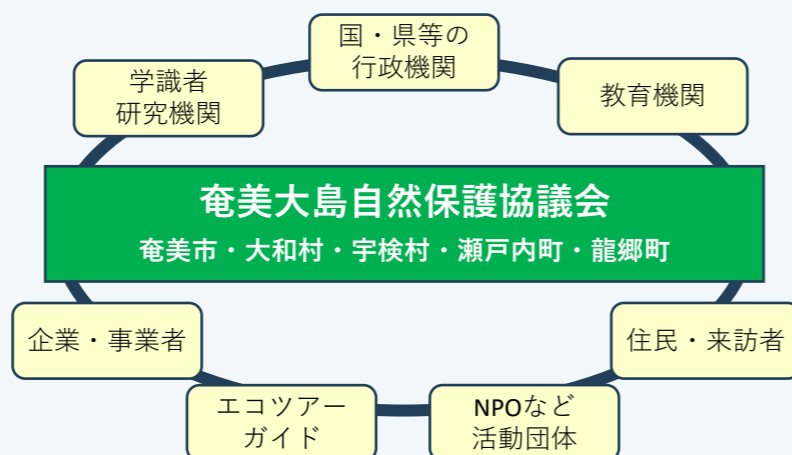 国・県等の
行政機関
学識者
研究機関
教育機関
奄美大島自然保護協議会
奄美市・大和村・宇検村・瀬戸内町・龍郷町
企業・事業者
住民・来訪者
エコツアー
ガイド
NPOなど
活動団体